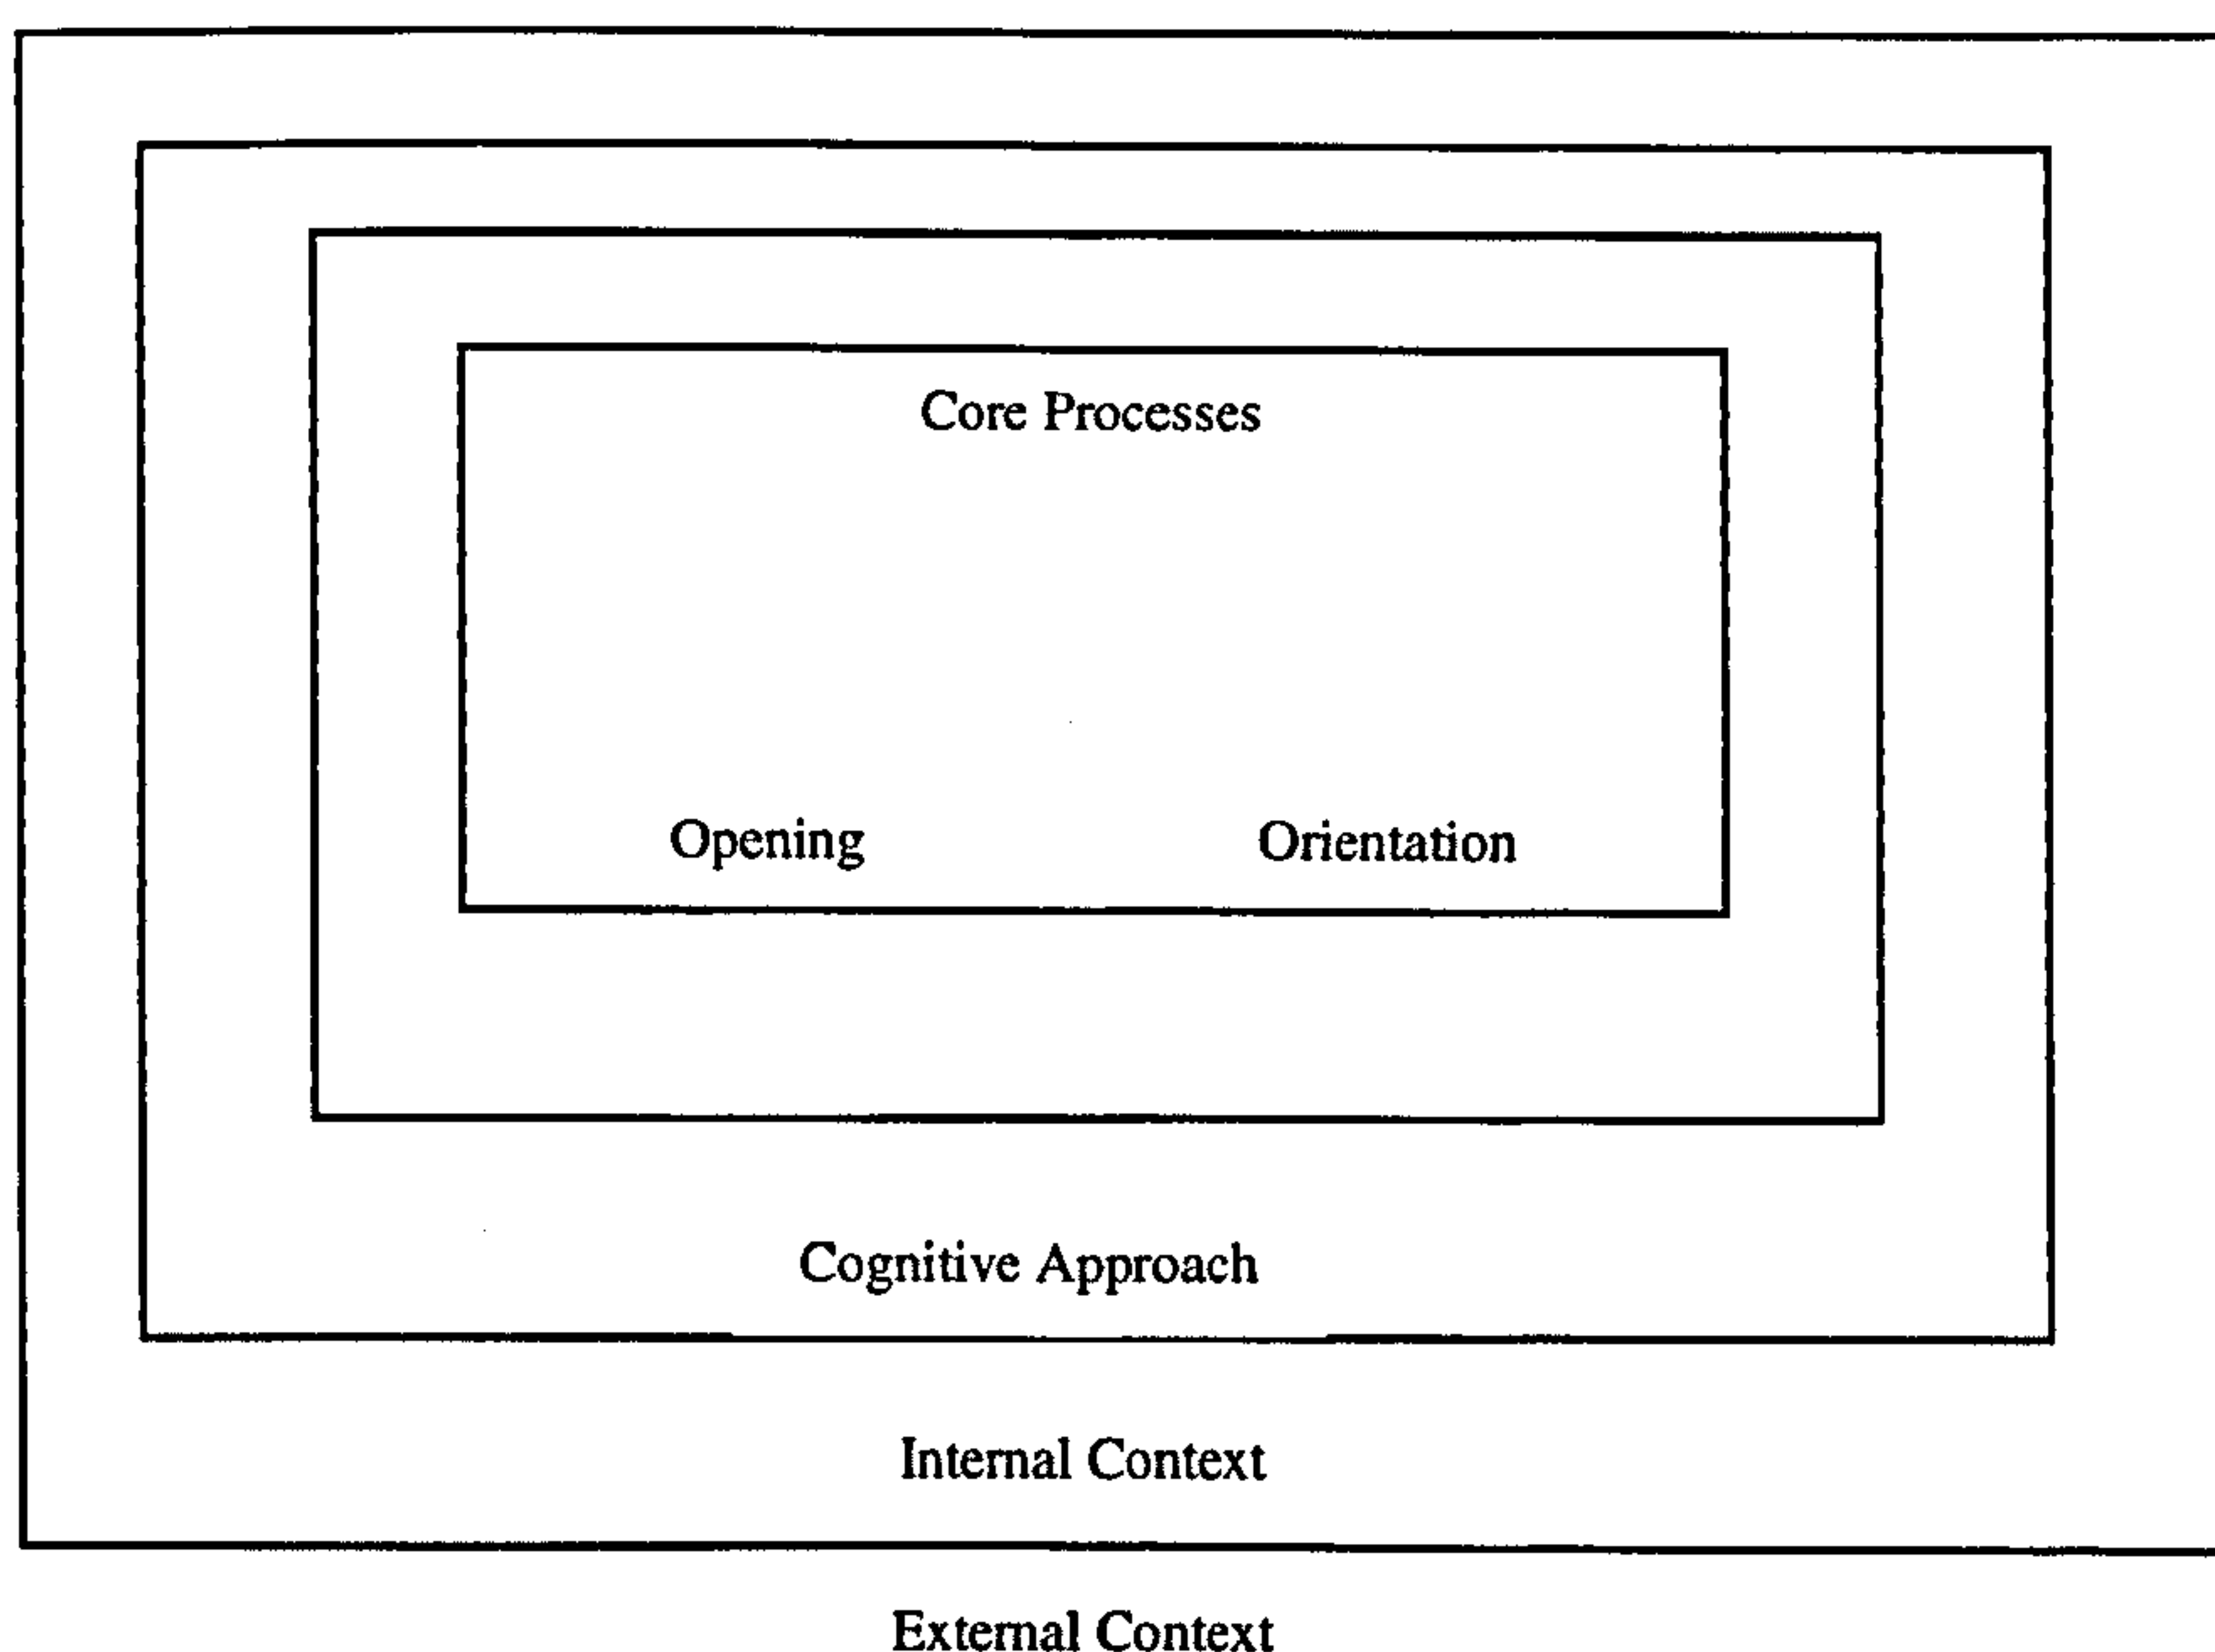 Core Processes
Opening Orientation
Cognitive Approach
Internal Context
External Context